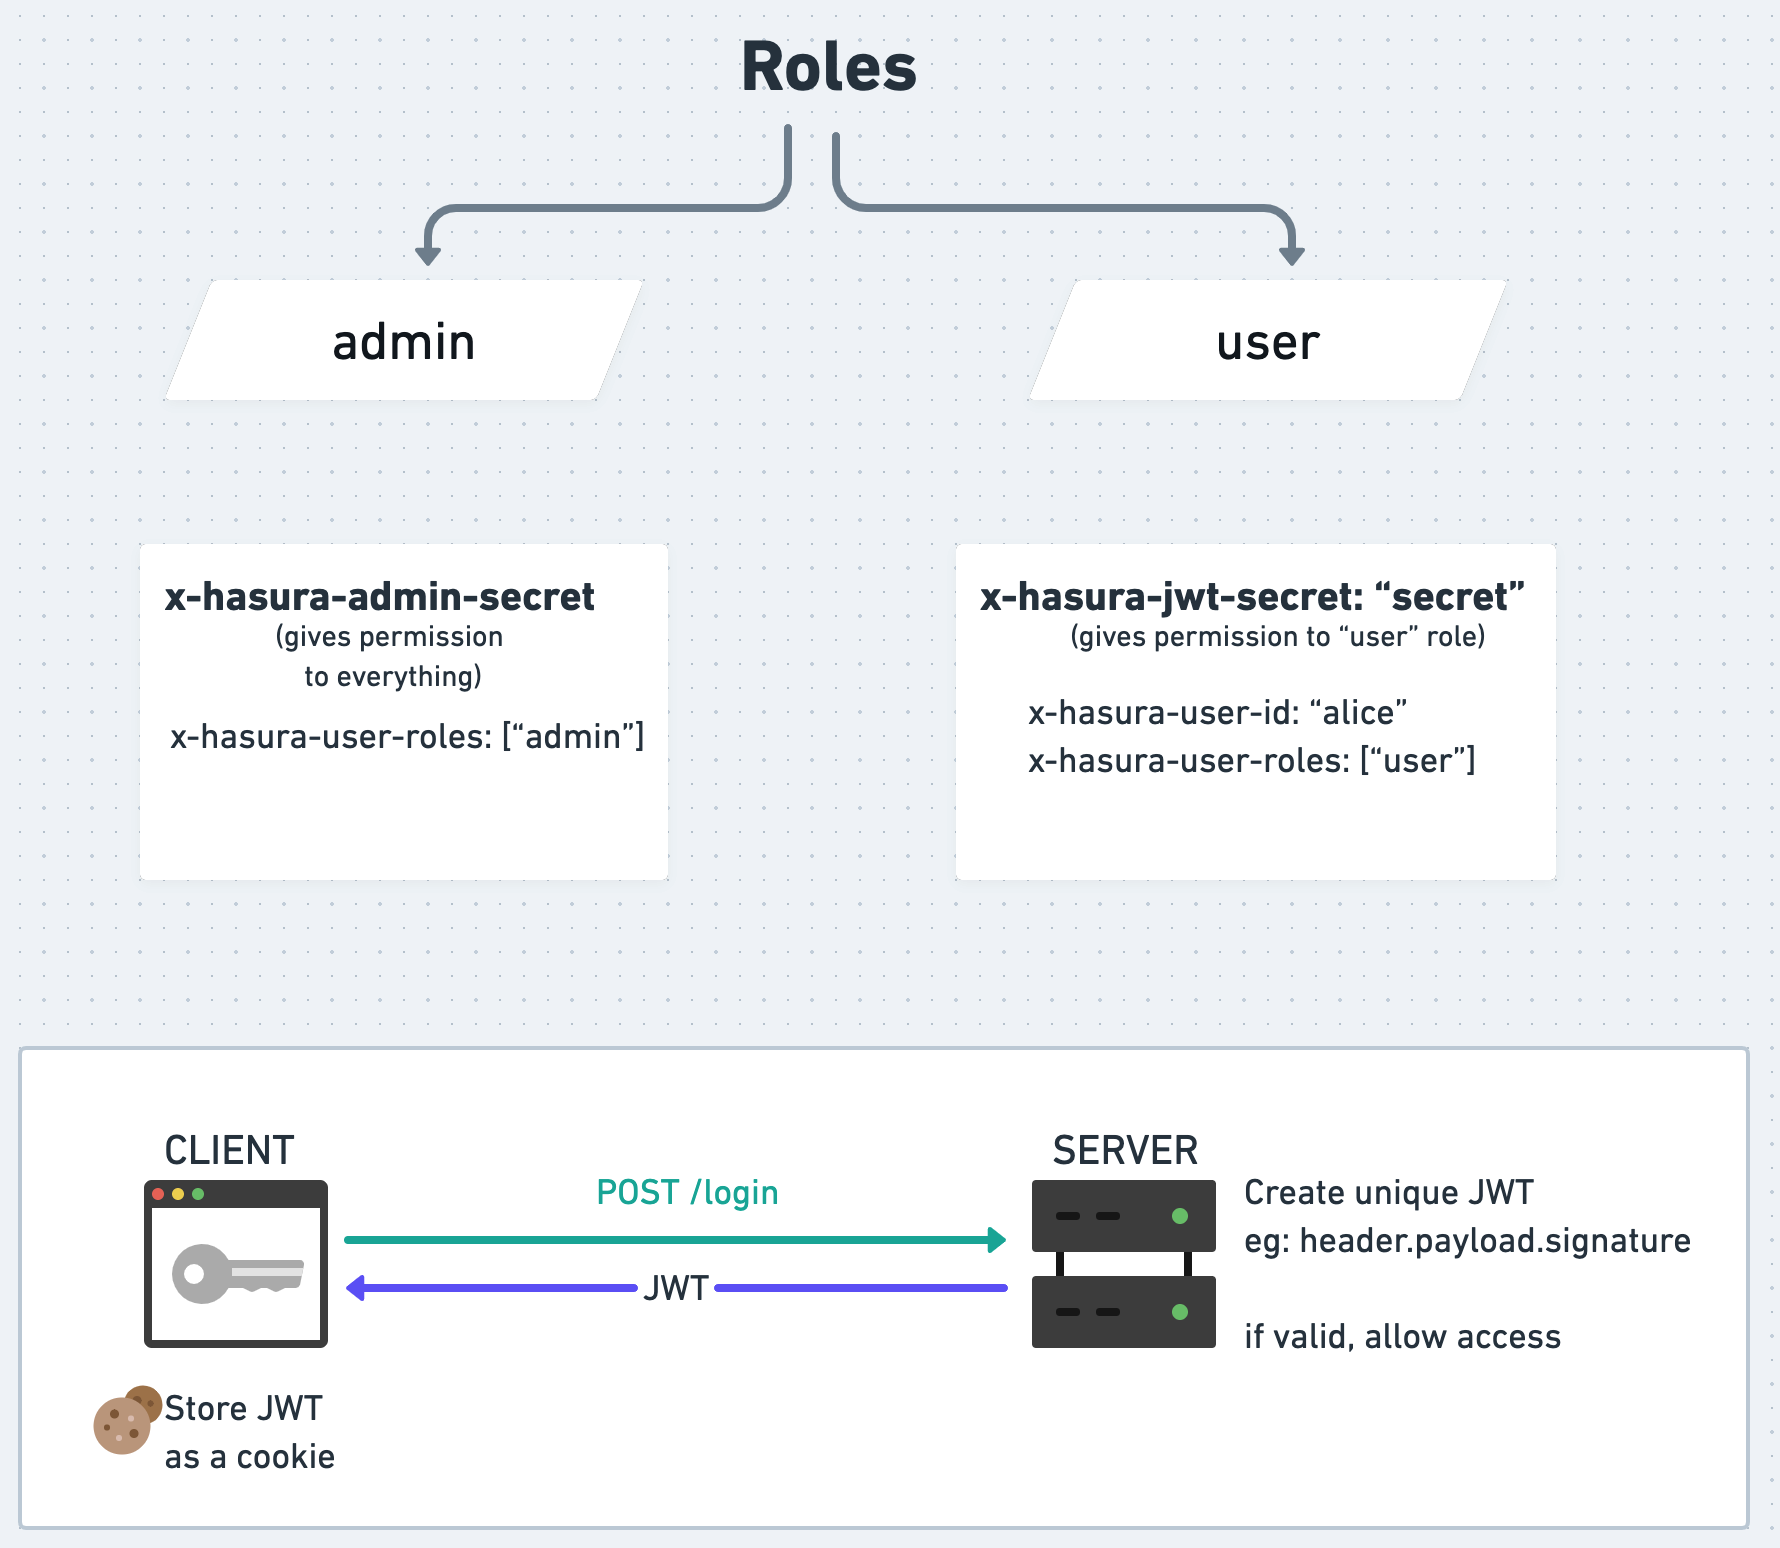 Roles
admin
user
x-hasura-admin-secret
(gives permission
to everything)
x-hasura-user-roles: [“admin”]
x-hasura-jwt-secret: “secret”
(gives permission to “user” role)
x-hasura-user-id: “alice”
x-hasura-user-roles: [“user”]
CLIENT
POST /login
JWT
Store JWT
as a cookie
SERVER
Create unique JWT
eg: header.payload.signature
if valid, allow access